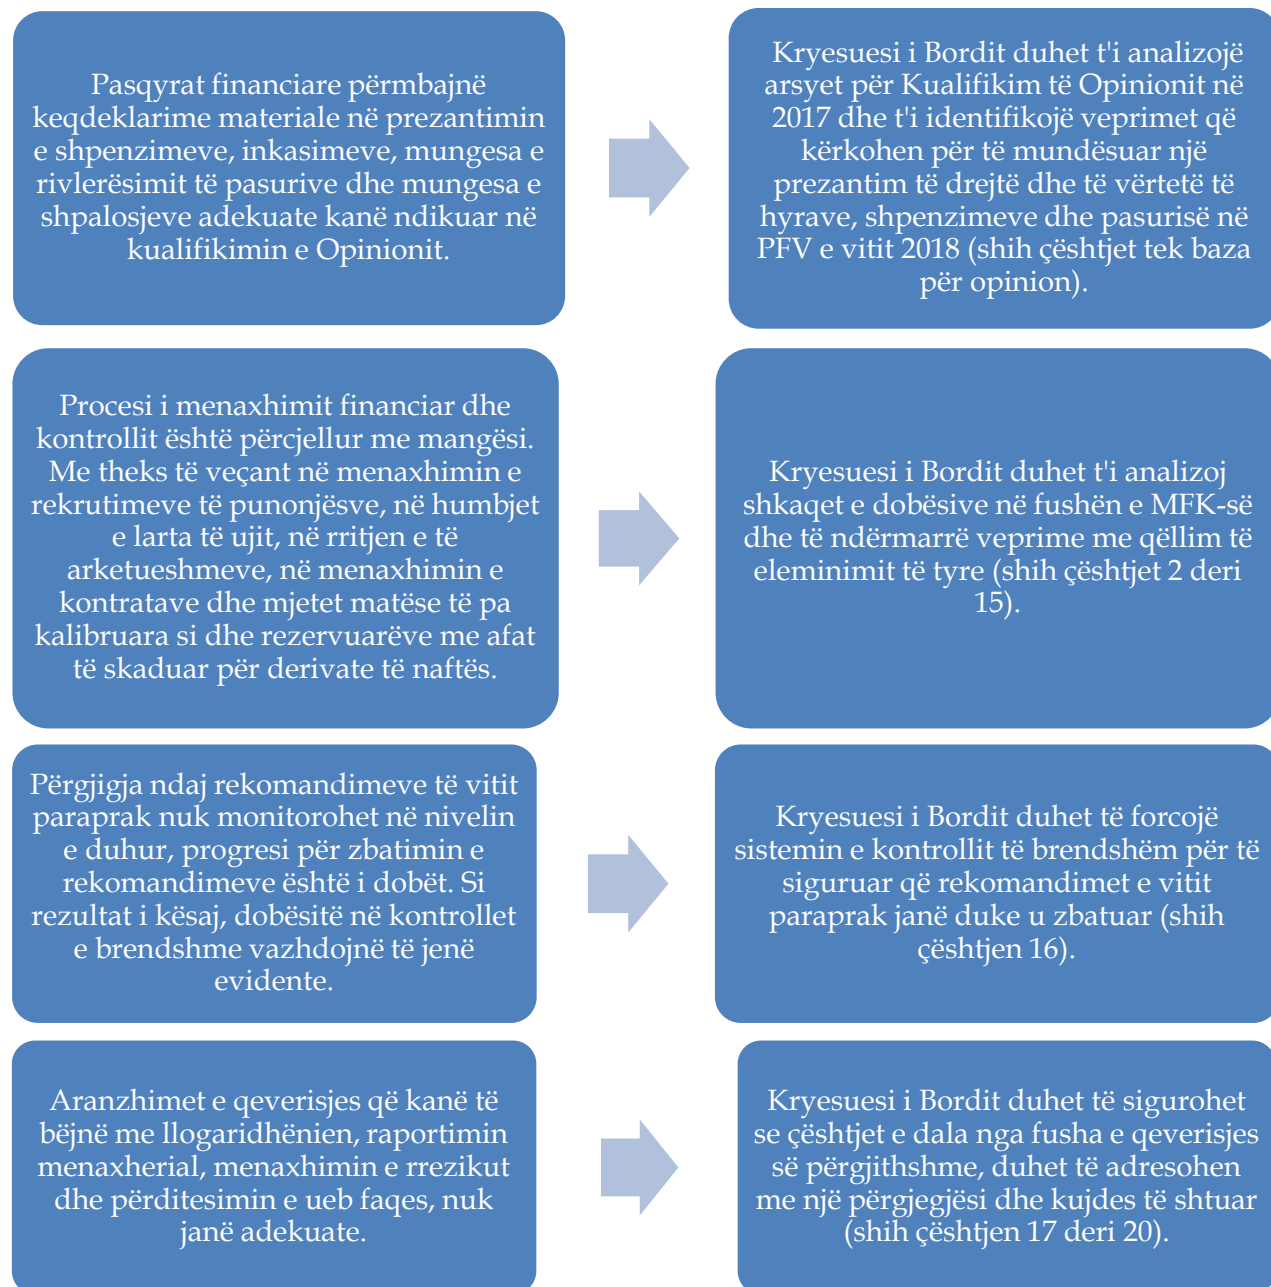 Pasqyrat financiare përmbajnë
keqdeklarime materiale në prezantimin
e shpenzimeve, inkasimeve, mungesa e
rivlerësimit të pasurive dhe mungesa e
shpalosjeve adekuate kanë ndikuar në
kualifikimin e Opinionit.
Kryesuesi i Bordit duhet t'i analizojë
arsyet për Kualifikim të Opinionit në
2017 dhe t'i identifikojë veprimet që
kërkohen për të mundësuar një
prezantim të drejtë dhe të vërtetë të
hyrave, shpenzimeve dhe pasurisë në
PFV e vitit 2018 (shih çështjet tek baza
për opinion).
Procesi i menaxhimit financiar dhe
kontrollit është përcjellur me mangësi.
Me theks të veçant në menaxhimin e
rekrutimeve të punonjësve, në humbjet
e larta të ujit, në rritjen e të
arketueshmeve, në menaxhimin e
kontratave dhe mjetet matëse të pa
kalibruara si dhe rezervuarëve me afat
të skaduar për derivate të naftës.
Kryesuesi i Bordit duhet t'i analizoj
shkaqet e dobësive në fushën e MFK-së
dhe të ndërmarrë veprime me qëllim të
eleminimit të tyre (shih çështjet 2 deri
15).
Përgjigja ndaj rekomandimeve të vitit
paraprak nuk monitorohet në nivelin
e duhur, progresi për zbatimin e
rekomandimeve është i dobët. Si
rezultat i kësaj, dobësitë në kontrollet
e brendshme vazhdojnë të jenë
evidente.
Kryesuesi i Bordit duhet të forcojë
sistemin e kontrollit të brendshëm për të
siguruar që rekomandimet e vitit
paraprak janë duke u zbatuar (shih
çështjen 16).
Aranzhimet e qeverisjes që kanë të
bëjnë me llogaridhënien, raportimin
menaxherial, menaxhimin e rrezikut
dhe përditesimin e ueb faqes, nuk
janë adekuate.
Kryesuesi i Bordit duhet të sigurohet
se çështjet e dala nga fusha e qeverisjes
së përgjithshme, duhet të adresohen
me një përgjegjësi dhe kujdes të shtuar
(shih çështjen 17 deri 20).